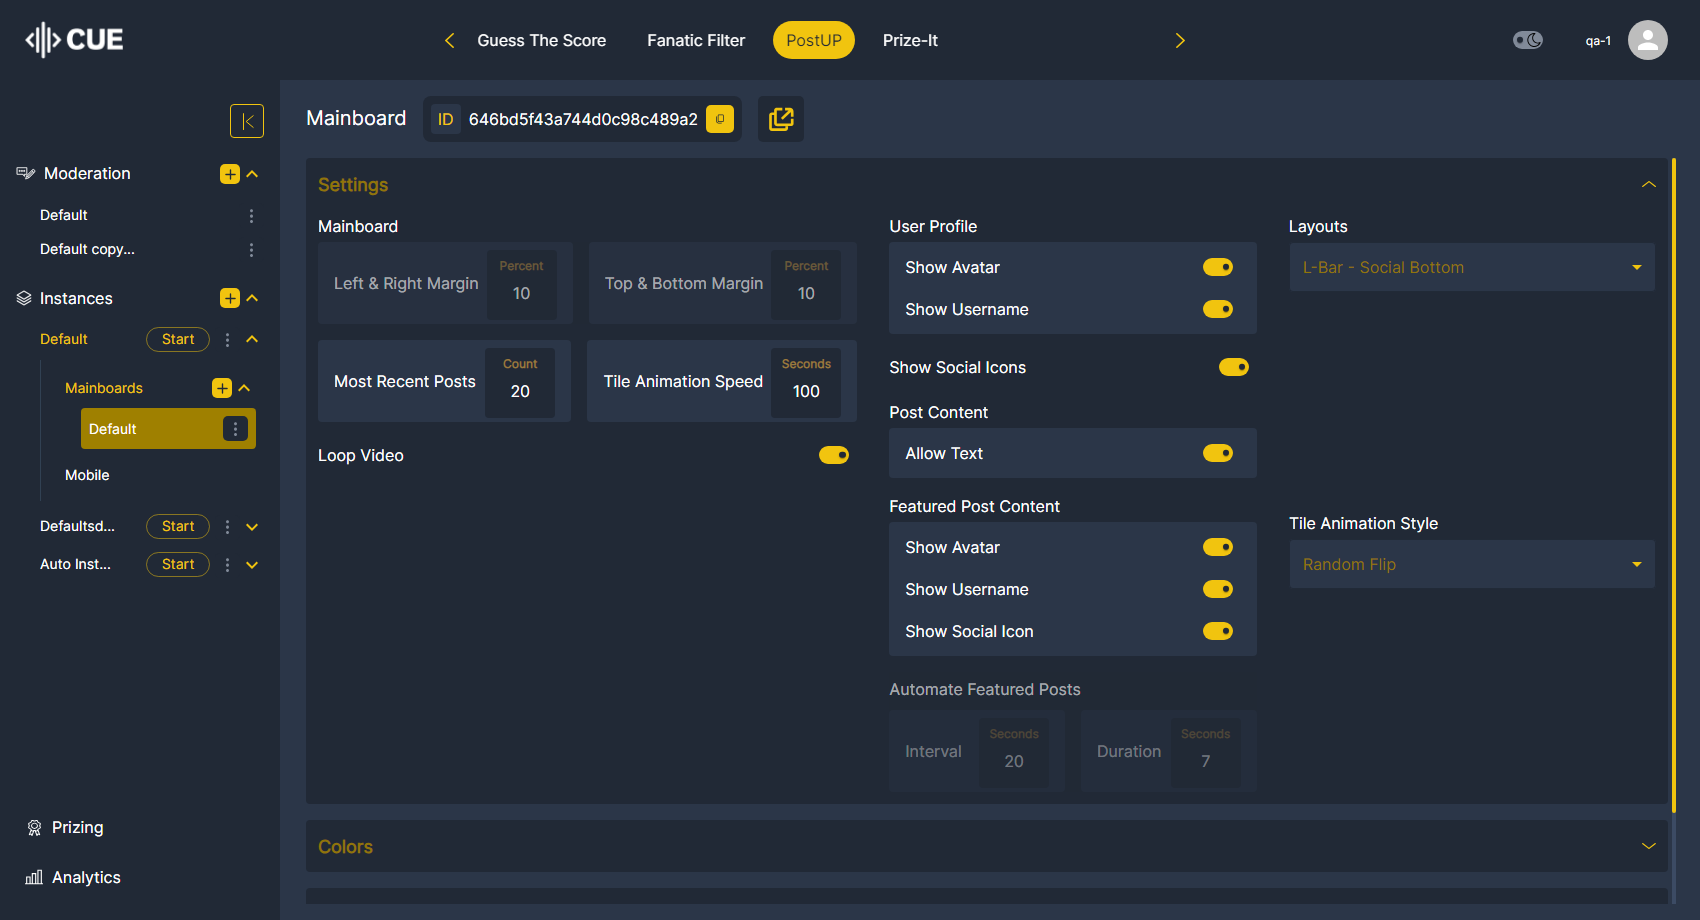 CUE
Guess The Score
Fanatic Filter
PostUP
Prize-It
qa-1
Moderation
Default
Default copy...
Instances
Default
Start
Mainboards
Default
Mobile
Defaultsd...
Start
Auto Inst...
Start
Prizing
Analytics
Mainboard
ID
646bd5f43a744d0c98c489a2
Settings
Mainboard
Left & Right Margin
Percent
10
Top & Bottom Margin
Percent
10
Most Recent Posts
Count
20
Tile Animation Speed
Seconds
100
Loop Video
User Profile
Show Avatar
Show Username
Show Social Icons
Post Content
Allow Text
Featured Post Content
Show Avatar
Show Username
Show Social Icon
Automate Featured Posts
Interval
Seconds
20
Duration
Seconds
7
Layouts
L-Bar - Social Bottom
Tile Animation Style
Random Flip
Colors